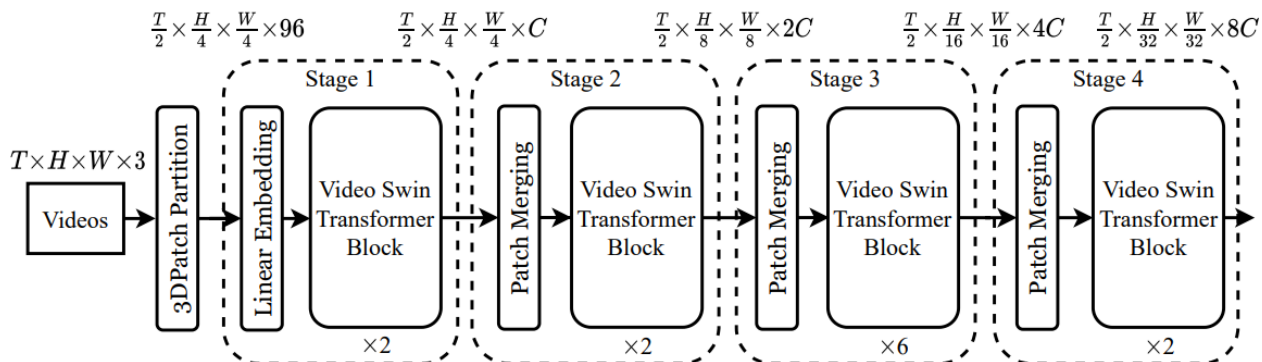 T/2 × H/4 × W/4 × 96
T/2 × H/4 × W/4 × C
T/2 × H/8 × W/8 × 2C
T/2 × H/16 × W/16 × 4C
T/2 × H/32 × W/32 × 8C
Stage 1
Stage 2
Stage 3
Stage 4
T×H×W×3
Videos
3DPatch Partition
Linear Embedding
Video Swin
Transformer
Block
Patch Merging
Video Swin
Transformer
Block
Patch Merging
Video Swin
Transformer
Block
Patch Merging
Video Swin
Transformer
Block
×2
×2
×6
×2